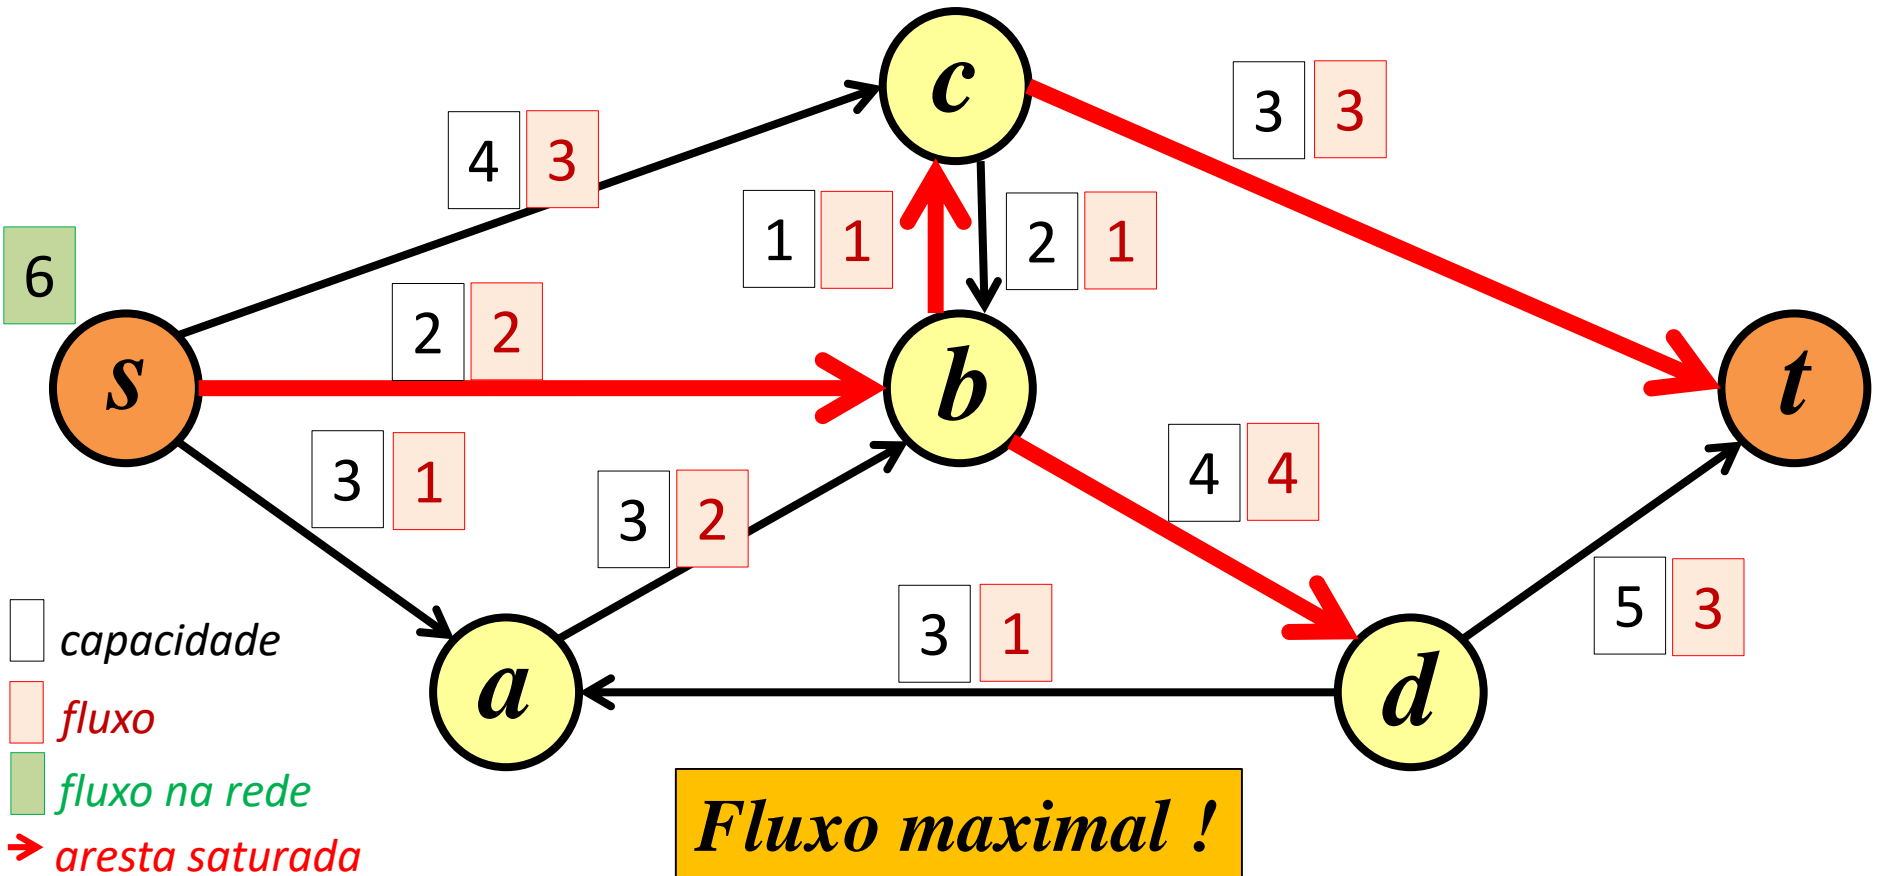 c
3 3
4 3
1 1
2 1
6
2 2
s
b
t
3 1
3 2
4 4
3 1
5 3
a
d
capacidade
fluxo
fluxo na rede
aresta saturada
Fluxo maximal !